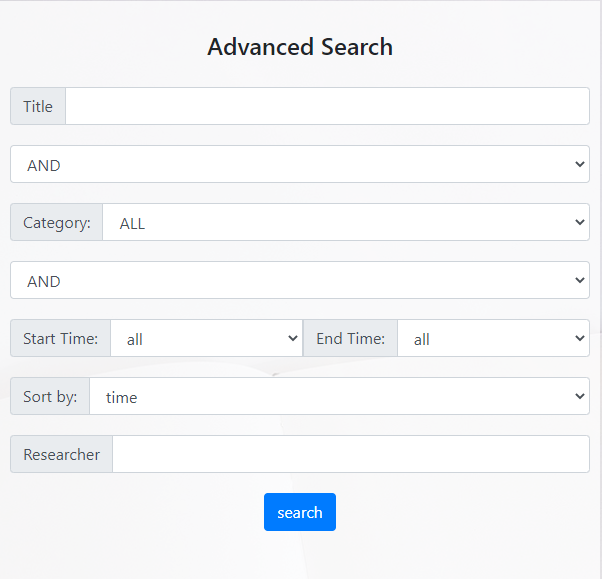 Advanced Search
Title
AND
Category: ALL
AND
Start Time: all End Time: all
Sort by: time
Researcher
search